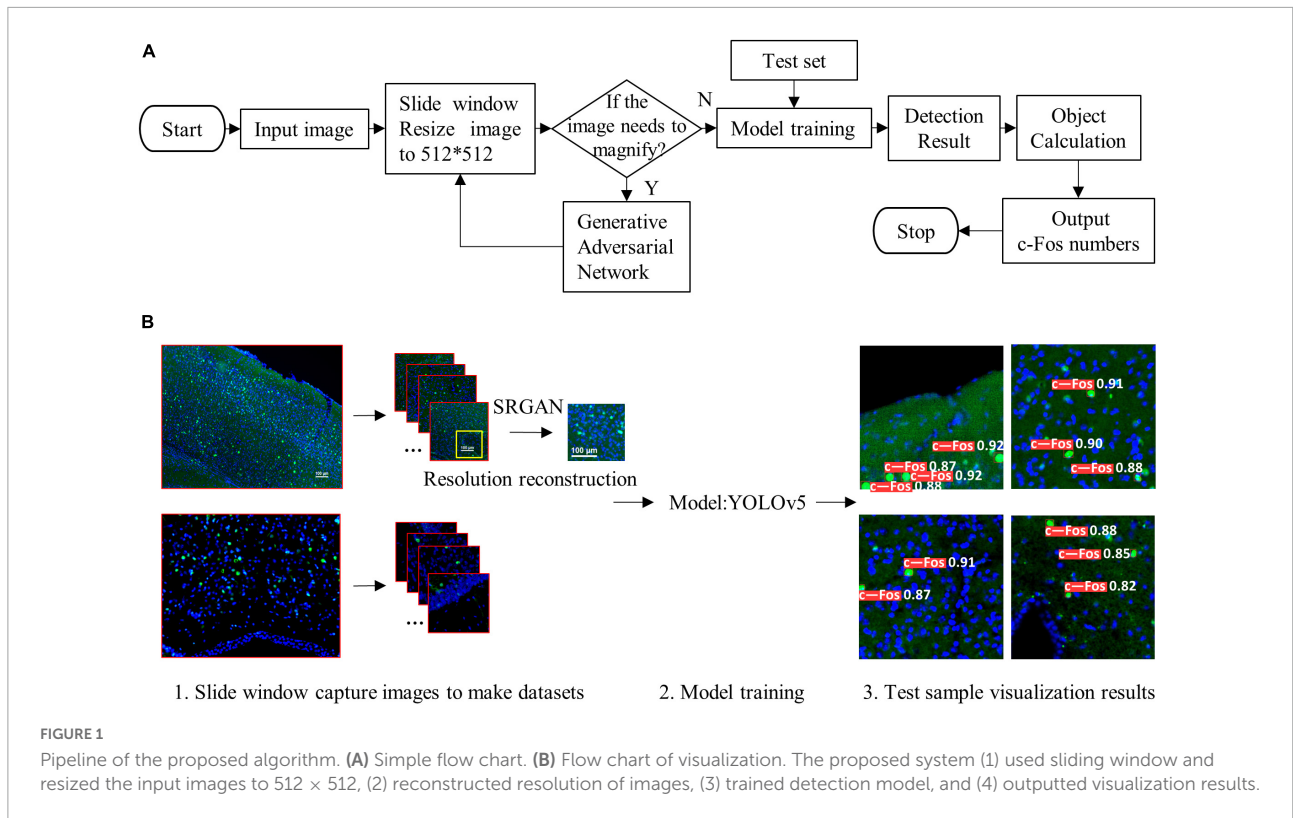 A
Start
Input image
Slide window
Resize image
to 512*512
If the
image needs to
magnify?
N
Y
Generative
Adversarial
Network
Test set
Model training
Detection
Result
Object
Calculation
Output
c-Fos numbers
Stop
B
100 μm
100 μm
...
SRGAN
100 μm
Resolution reconstruction
...
Model:YOLOv5
c—Fos 0.92
c—Fos 0.87
c—Fos 0.92
c—Fos 0.88
c—Fos 0.91
c—Fos 0.90
c—Fos 0.88
c—Fos 0.91
c—Fos 0.87
c—Fos 0.88
c—Fos 0.85
c—Fos 0.82
1. Slide window capture images to make datasets
2. Model training
3. Test sample visualization results
FIGURE 1
Pipeline of the proposed algorithm. (A) Simple flow chart. (B) Flow chart of visualization. The proposed system (1) used sliding window and
resized the input images to 512 × 512, (2) reconstructed resolution of images, (3) trained detection model, and (4) outputted visualization results.